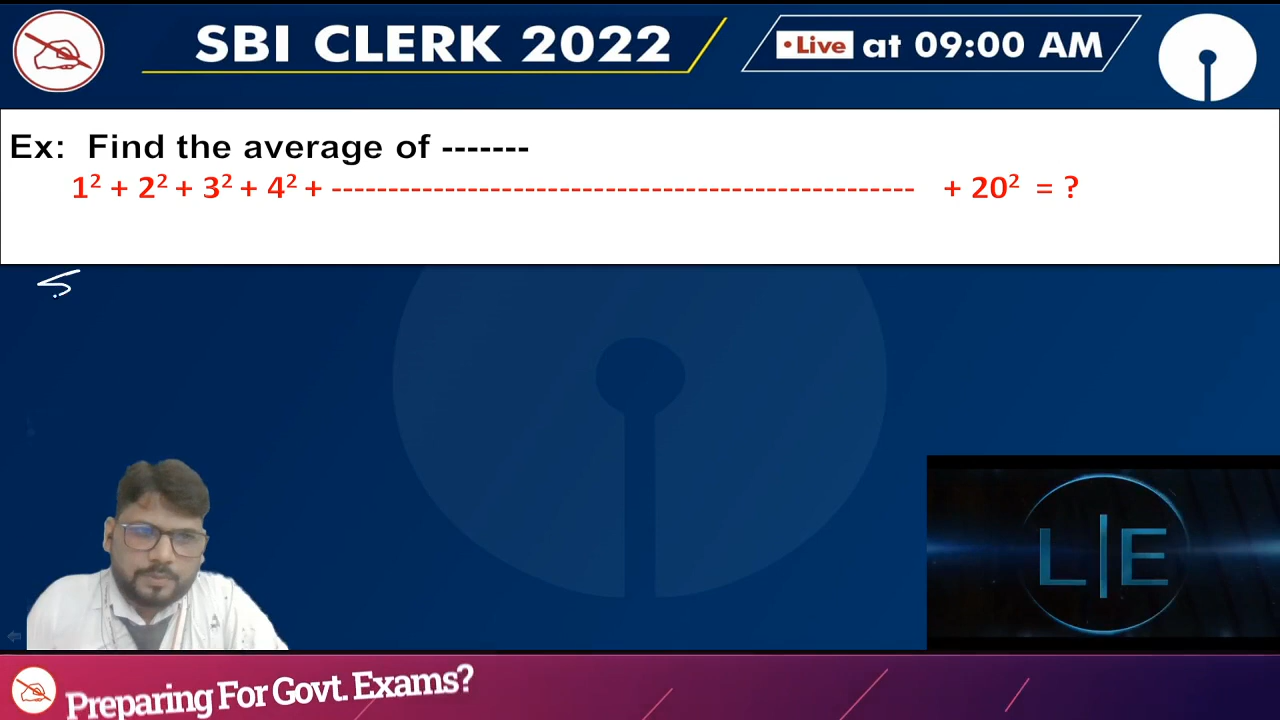 SBI CLERK 2022
• Live at 09:00 AM
Ex: Find the average of -------
1² + 2² + 3² + 4² + ---------------------------------------------------- + 20² = ?
S
L|E
Preparing For Govt. Exams?